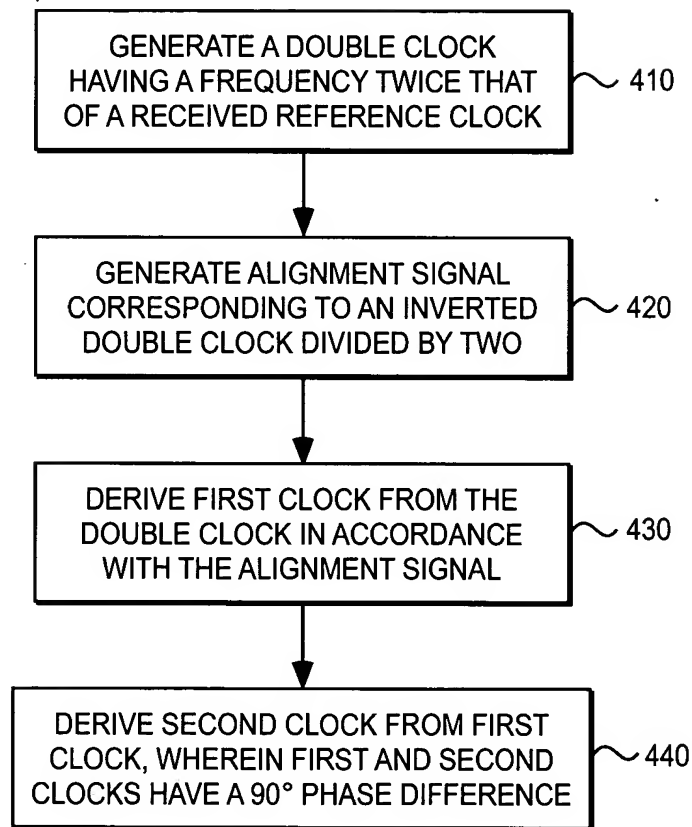 GENERATE A DOUBLE CLOCK
HAVING A FREQUENCY TWICE THAT
OF A RECEIVED REFERENCE CLOCK
410
GENERATE ALIGNMENT SIGNAL
CORRESPONDING TO AN INVERTED
DOUBLE CLOCK DIVIDED BY TWO
420
DERIVE FIRST CLOCK FROM THE
DOUBLE CLOCK IN ACCORDANCE
WITH THE ALIGNMENT SIGNAL
430
DERIVE SECOND CLOCK FROM FIRST
CLOCK, WHEREIN FIRST AND SECOND
CLOCKS HAVE A 90° PHASE DIFFERENCE
440